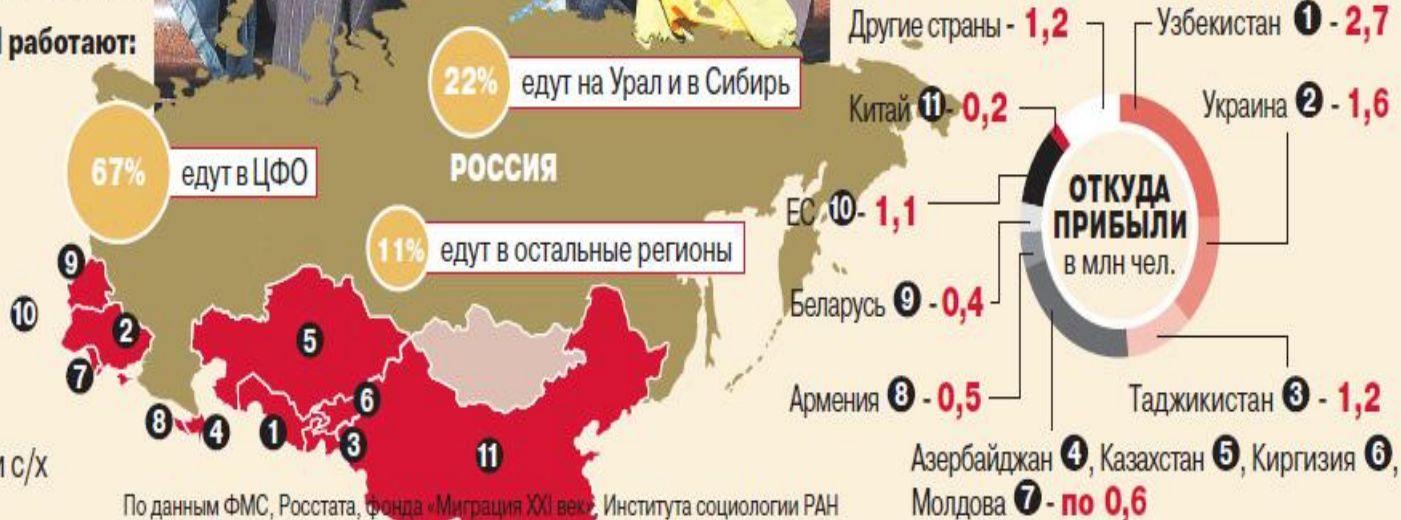 работают:
67%
едут в ЦФО
22%
едут на Урал и в Сибирь
РОССИЯ
11%
едут в остальные регионы
9
10
2
7
8
4
1
5
6
3
11
и с/х
По данным ФМС, Росстата, фонда «Миграция XXI век», Института социологии РАН
Другие страны - 1,2
Узбекистан 1 - 2,7
Китай 11 - 0,2
Украина 2 - 1,6
ОТКУДА
ПРИБЫЛИ
в млн чел.
ЕС 10 - 1,1
Беларусь 9 - 0,4
Армения 8 - 0,5
Таджикистан 3 - 1,2
Азербайджан 4, Казахстан 5, Киргизия 6,
Молдова 7 - по 0,6